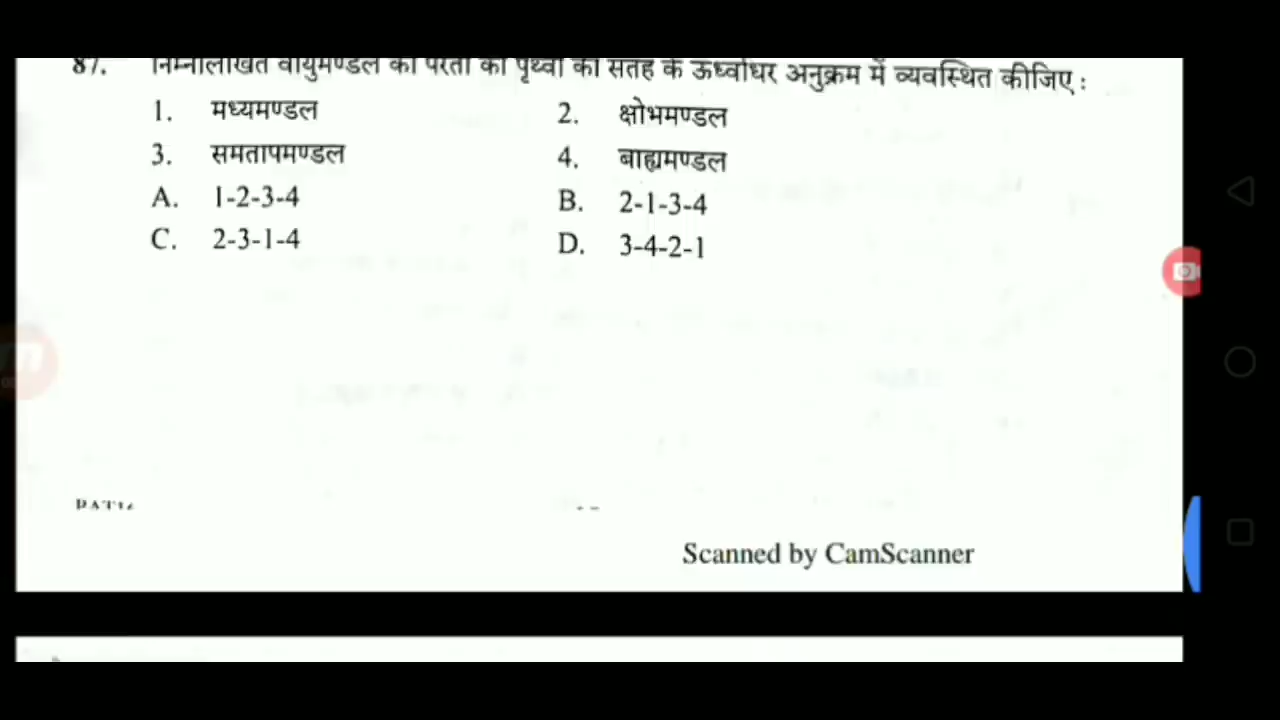 87. निम्नलिखित वायुमण्डल की परतों को पृथ्वी की सतह के ऊर्ध्वाधर अनुक्रम में व्यवस्थित कीजिए :
1. मध्यमण्डल 2. क्षोभमण्डल
3. समतापमण्डल 4. बाह्यमण्डल
A. 1-2-3-4 B. 2-1-3-4
C. 2-3-1-4 D. 3-4-2-1
Scanned by CamScanner